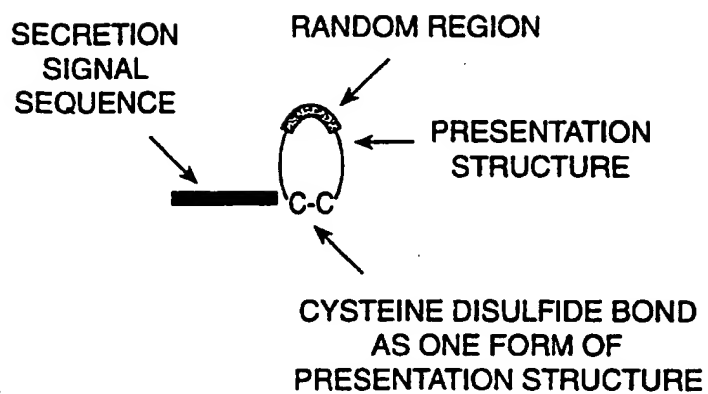 SECRETION
SIGNAL
SEQUENCE
RANDOM REGION
PRESENTATION
STRUCTURE
C-C
CYSTEINE DISULFIDE BOND
AS ONE FORM OF
PRESENTATION STRUCTURE